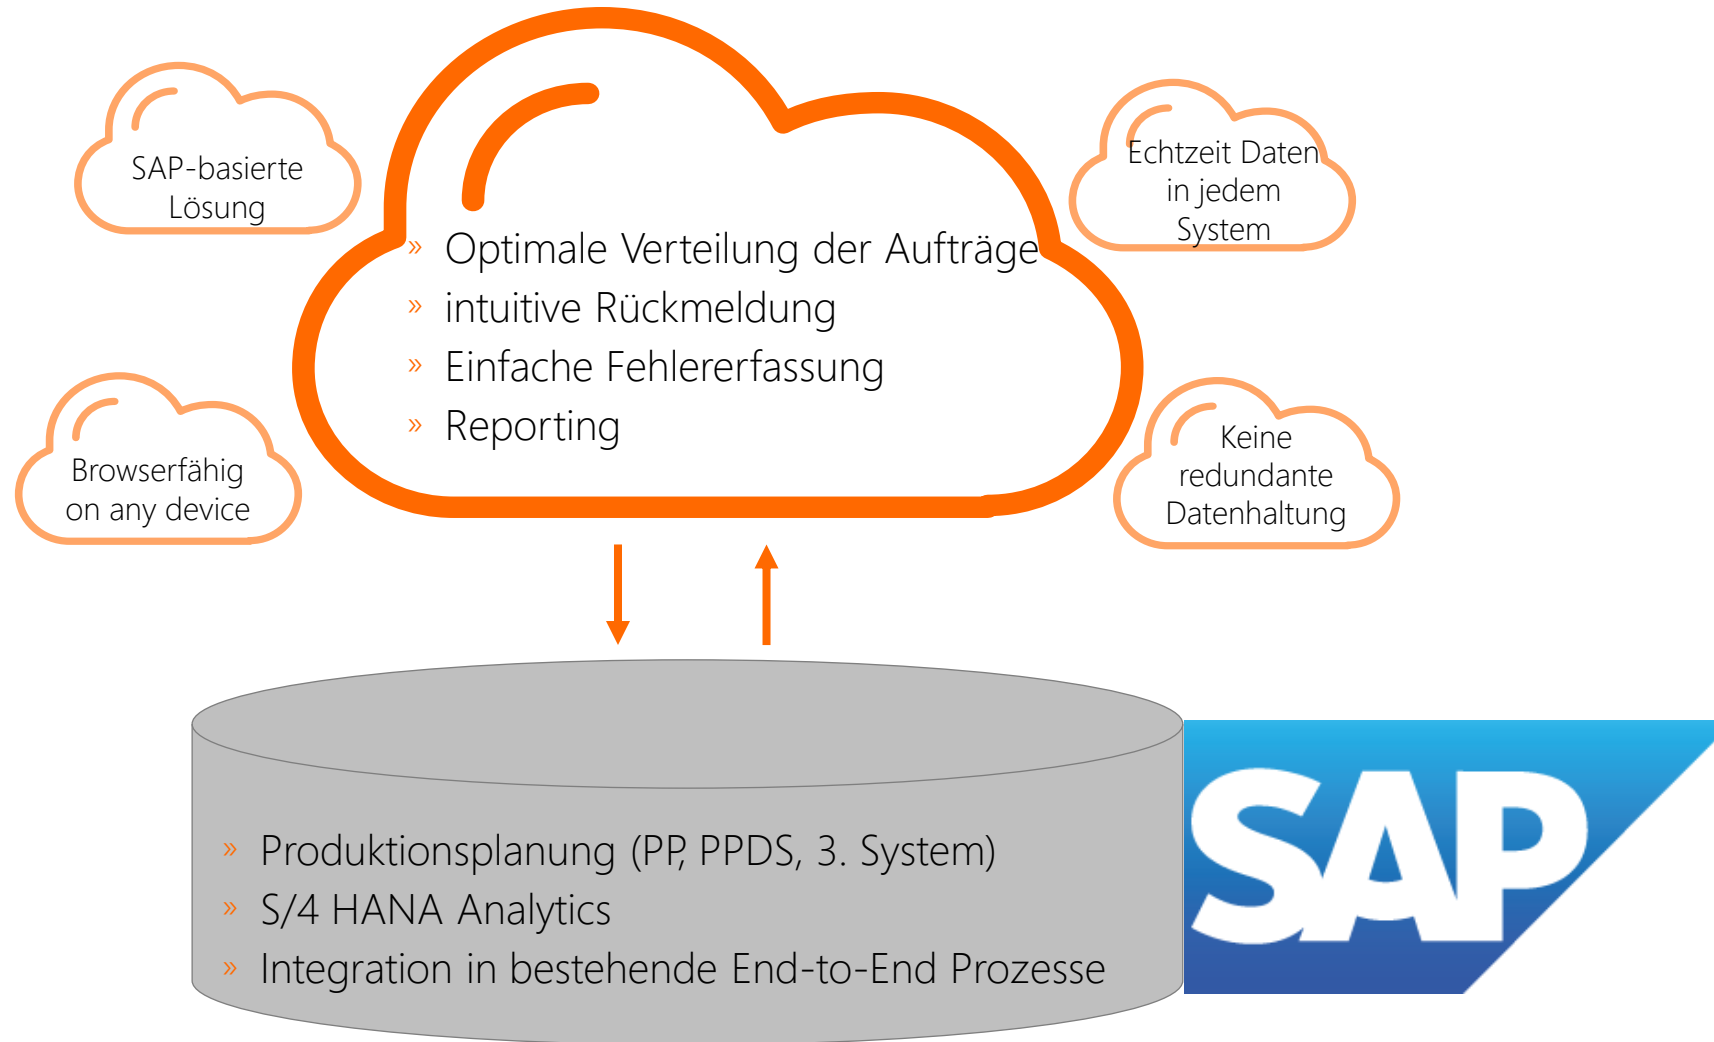 SAP-basierte
Lösung
Echtzeit Daten
in jedem
System
» Optimale Verteilung der Aufträge
» intuitive Rückmeldung
» Einfache Fehlererfassung
» Reporting
Browserfähig
on any device
Keine
redundante
Datenhaltung
» Produktionsplanung (PP, PPDS, 3. System)
» S/4 HANA Analytics
» Integration in bestehende End-to-End Prozesse
SAP